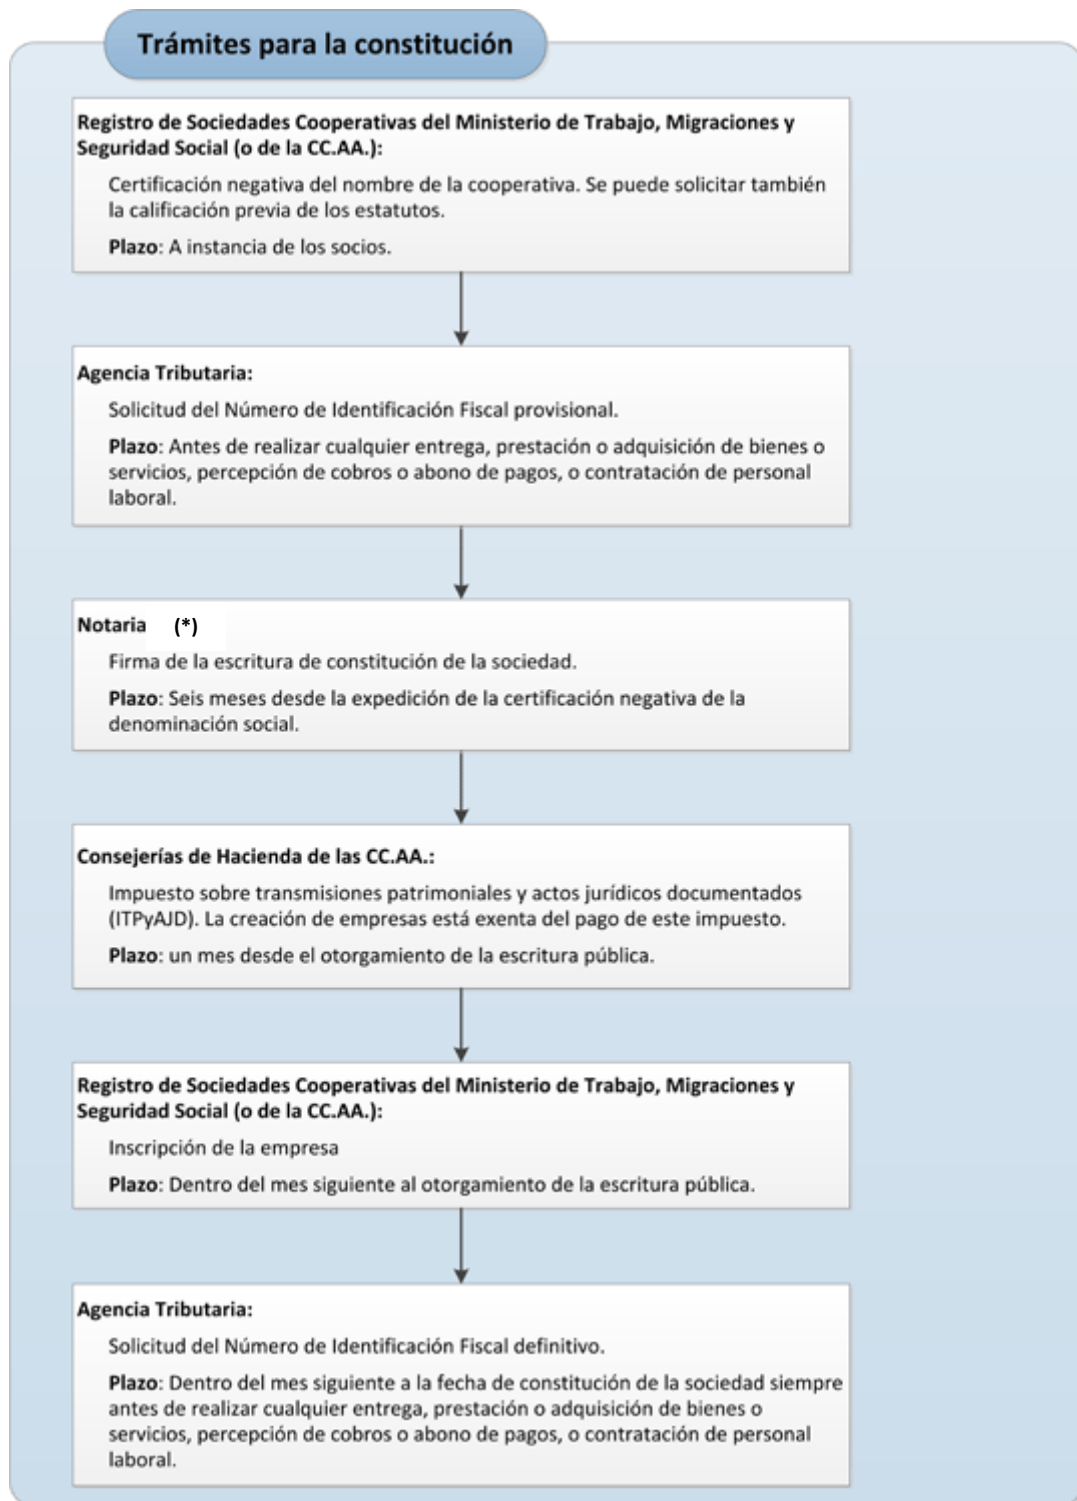 Trámites para la constitución
Registro de Sociedades Cooperativas del Ministerio de Trabajo, Migraciones y
Seguridad Social (o de la CC.AA.):
Certificación negativa del nombre de la cooperativa. Se puede solicitar también
la calificación previa de los estatutos.
Plazo: A instancia de los socios.
Agencia Tributaria:
Solicitud del Número de Identificación Fiscal provisional.
Plazo: Antes de realizar cualquier entrega, prestación o adquisición de bienes o
servicios, percepción de cobros o abono de pagos, o contratación de personal
laboral.
Notaria (*)
Firma de la escritura de constitución de la sociedad.
Plazo: Seis meses desde la expedición de la certificación negativa de la
denominación social.
Consejerías de Hacienda de las CC.AA.:
Impuesto sobre transmisiones patrimoniales y actos jurídicos documentados
(ITPyAJD). La creación de empresas está exenta del pago de este impuesto.
Plazo: un mes desde el otorgamiento de la escritura pública.
Registro de Sociedades Cooperativas del Ministerio de Trabajo, Migraciones y
Seguridad Social (o de la CC.AA.):
Inscripción de la empresa
Plazo: Dentro del mes siguiente al otorgamiento de la escritura pública.
Agencia Tributaria:
Solicitud del Número de Identificación Fiscal definitivo.
Plazo: Dentro del mes siguiente a la fecha de constitución de la sociedad siempre
antes de realizar cualquier entrega, prestación o adquisición de bienes o
servicios, percepción de cobros o abono de pagos, o contratación de personal
laboral.